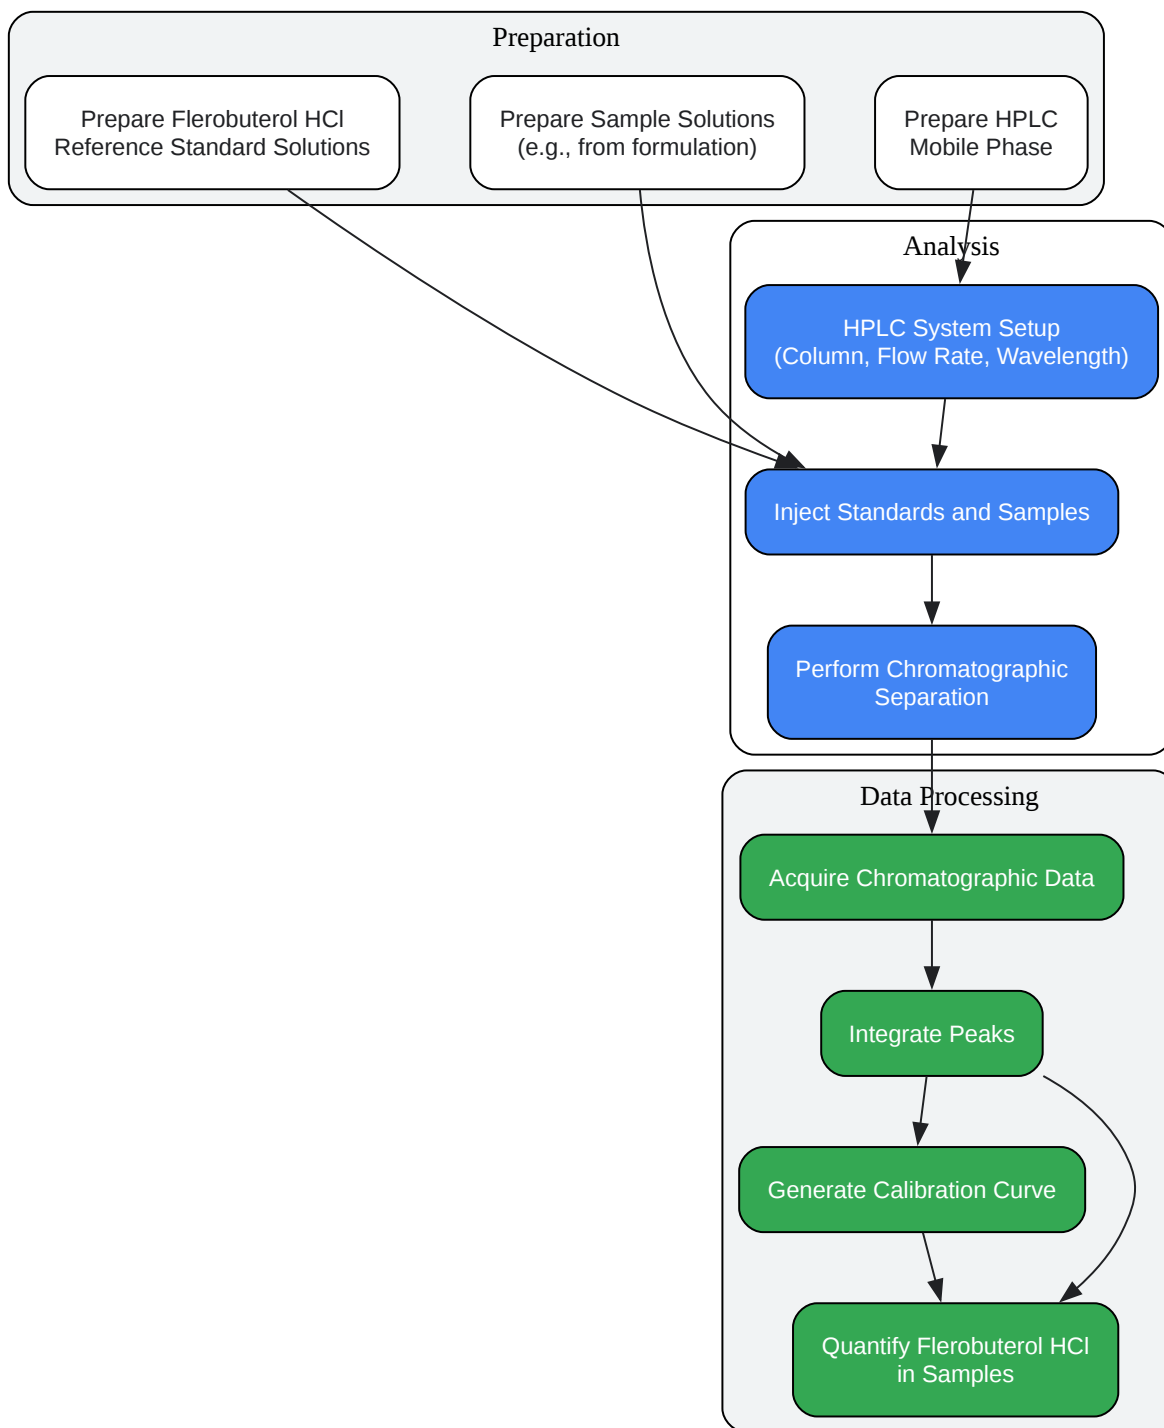 Preparation
Prepare Flerobuterol HCl
Reference Standard Solutions
Prepare Sample Solutions
(e.g., from formulation)
Prepare HPLC
Mobile Phase
Analysis
HPLC System Setup
(Column, Flow Rate, Wavelength)
Inject Standards and Samples
Perform Chromatographic
Separation
Data Processing
Acquire Chromatographic Data
Integrate Peaks
Generate Calibration Curve
Quantify Flerobuterol HCl
in Samples